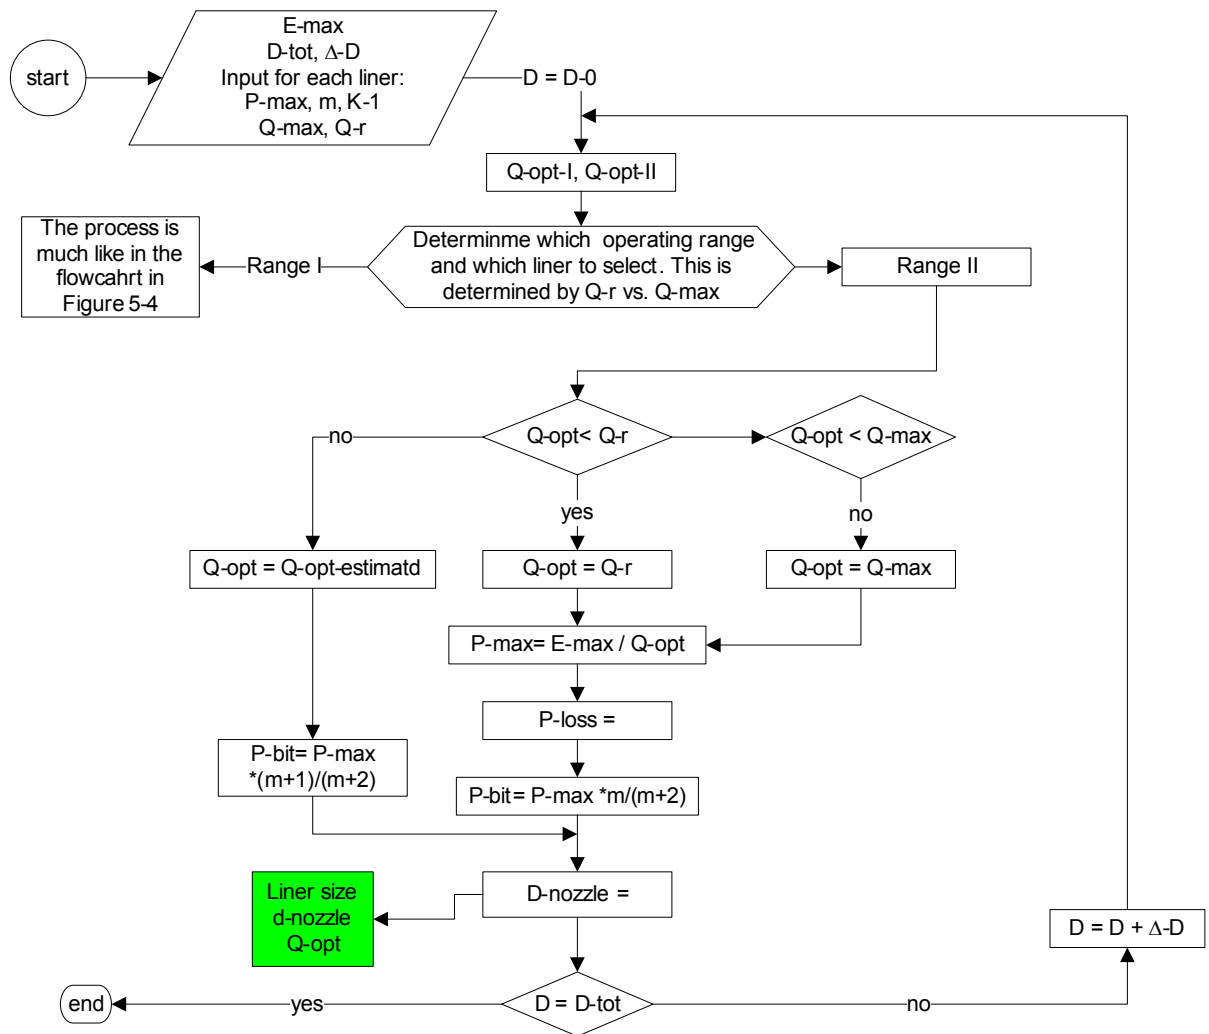 start
E-max
D-tot, Δ-D
Input for each liner:
P-max, m, K-1
Q-max, Q-r
D = D-0
Q-opt-I, Q-opt-II
The process is
much like in the
flowcahrt in
Figure 5-4
Range I
Determinme which operating range
and which liner to select. This is
determined by Q-r vs. Q-max
Range II
no
Q-opt< Q-r
Q-opt < Q-max
yes
no
Q-opt = Q-opt-estimatd
Q-opt = Q-r
Q-opt = Q-max
P-max= E-max / Q-opt
P-loss =
P-bit= P-max
*(m+1)/(m+2)
P-bit= P-max *m/(m+2)
Liner size
d-nozzle
Q-opt
D-nozzle =
D = D + Δ-D
end
yes
D = D-tot
no